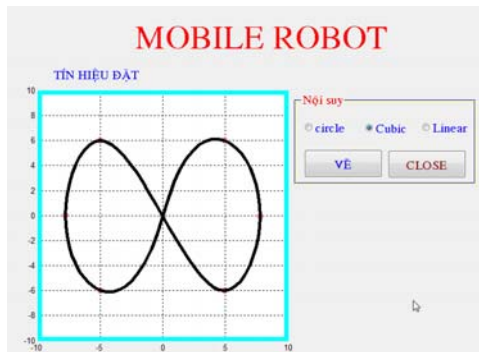 MOBILE ROBOT
TÍN HIỆU ĐẶT
Nội suy
circle Cubic Linear
VẼ CLOSE
10
8
6
4
2
0
-2
-4
-6
-8
-10
-10 -5 0 5 10